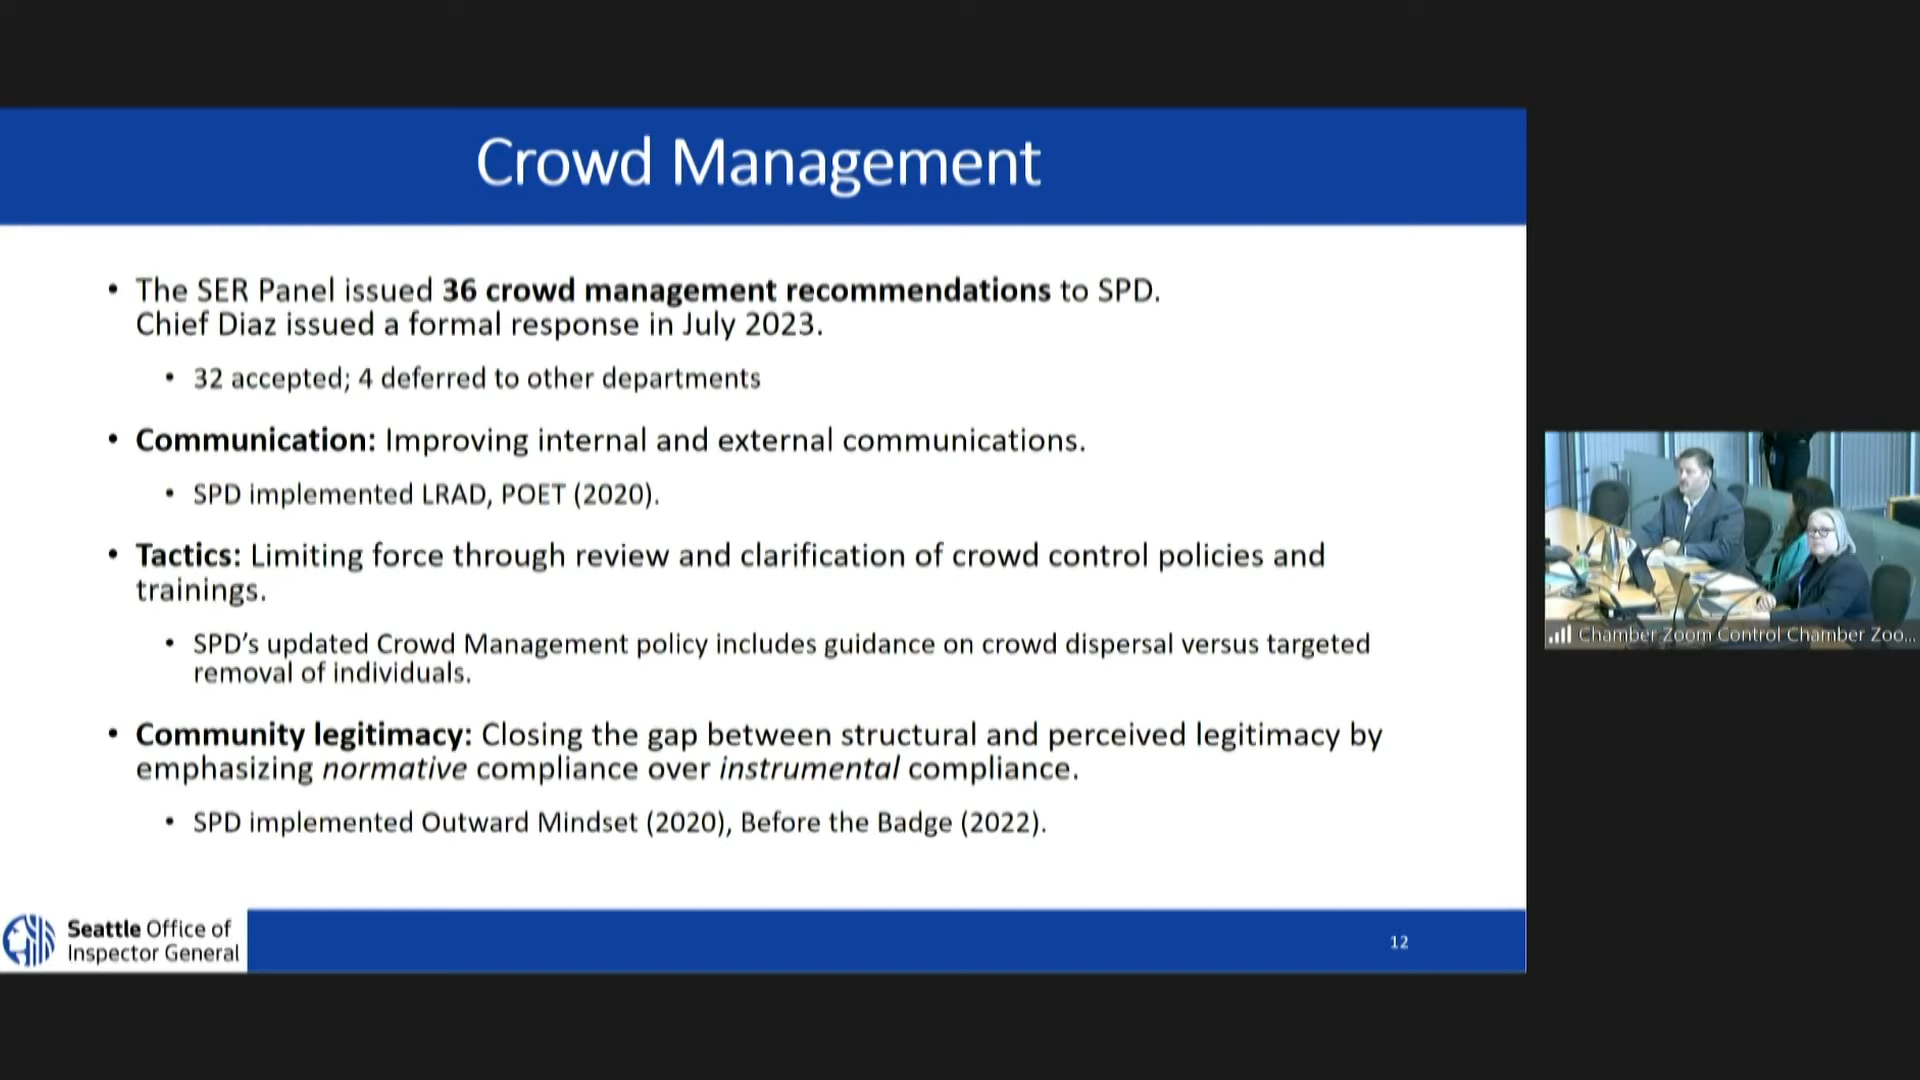 Crowd Management
• The SER Panel issued 36 crowd management recommendations to SPD.
Chief Diaz issued a formal response in July 2023.
• 32 accepted; 4 deferred to other departments
• Communication: Improving internal and external communications.
• SPD implemented LRAD, POET (2020).
• Tactics: Limiting force through review and clarification of crowd control policies and
trainings.
• SPD’s updated Crowd Management policy includes guidance on crowd dispersal versus targeted
removal of individuals.
• Community legitimacy: Closing the gap between structural and perceived legitimacy by
emphasizing normative compliance over instrumental compliance.
• SPD implemented Outward Mindset (2020), Before the Badge (2022).
Seattle Office of
Inspector General
12
Chamber Zoom Control Chamber Zoo...